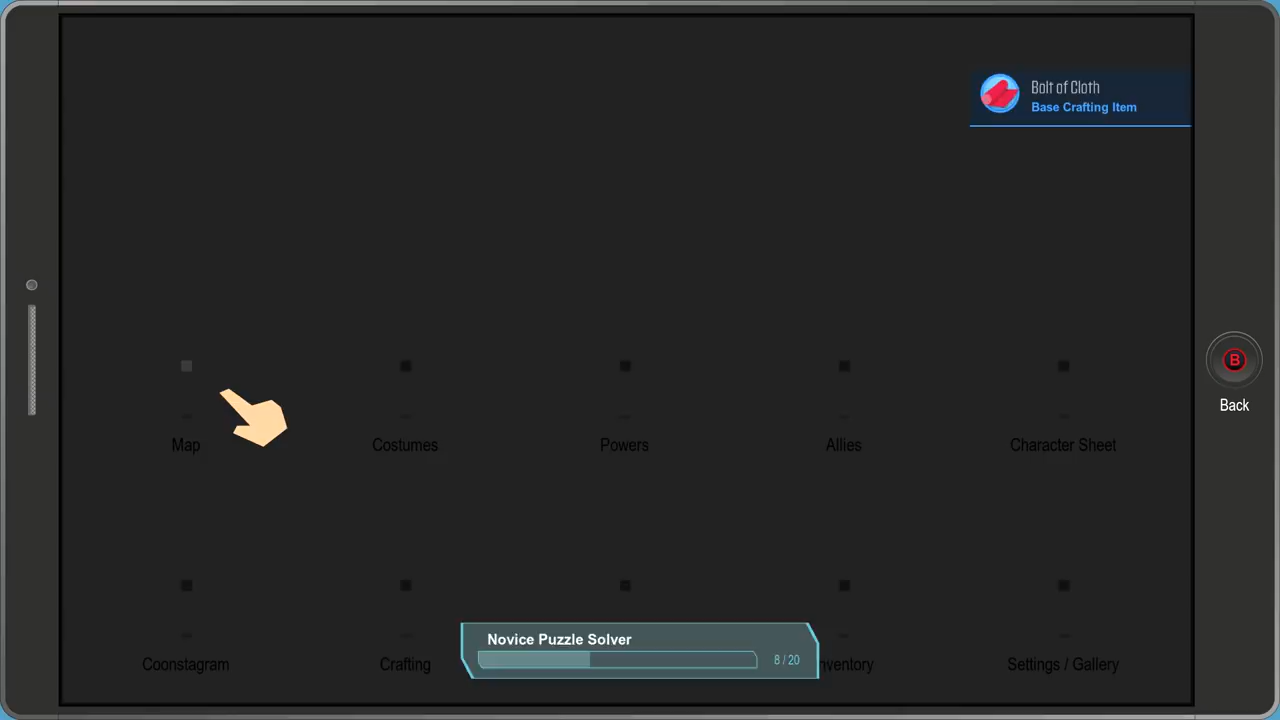 Bolt of Cloth
Base Crafting Item
B
Back
Map
Costumes
Powers
Allies
Character Sheet
Novice Puzzle Solver
8 / 20
Coonstagram
Crafting
Settings / Gallery